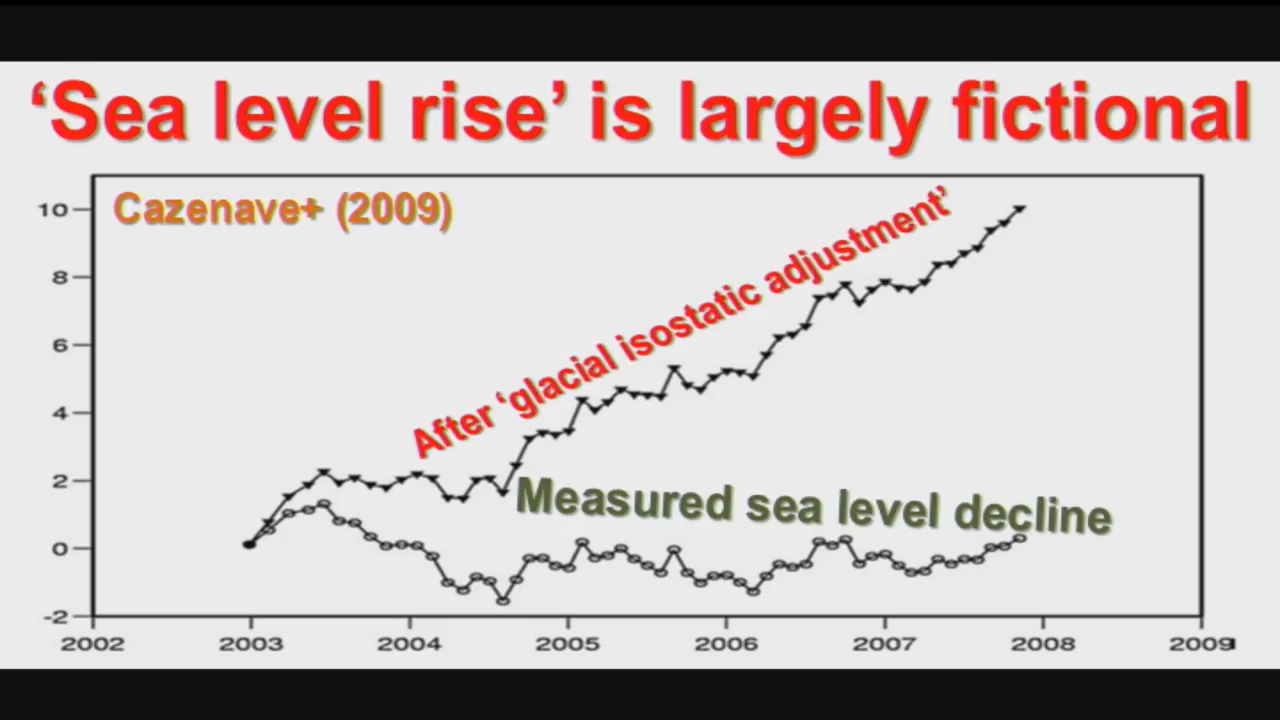 ‘Sea level rise’ is largely fictional
Cazenave+ (2009)
After ‘glacial isostatic adjustment’
Measured sea level decline
10
8
6
4
2
0
-2
2002 2003 2004 2005 2006 2007 2008 2009